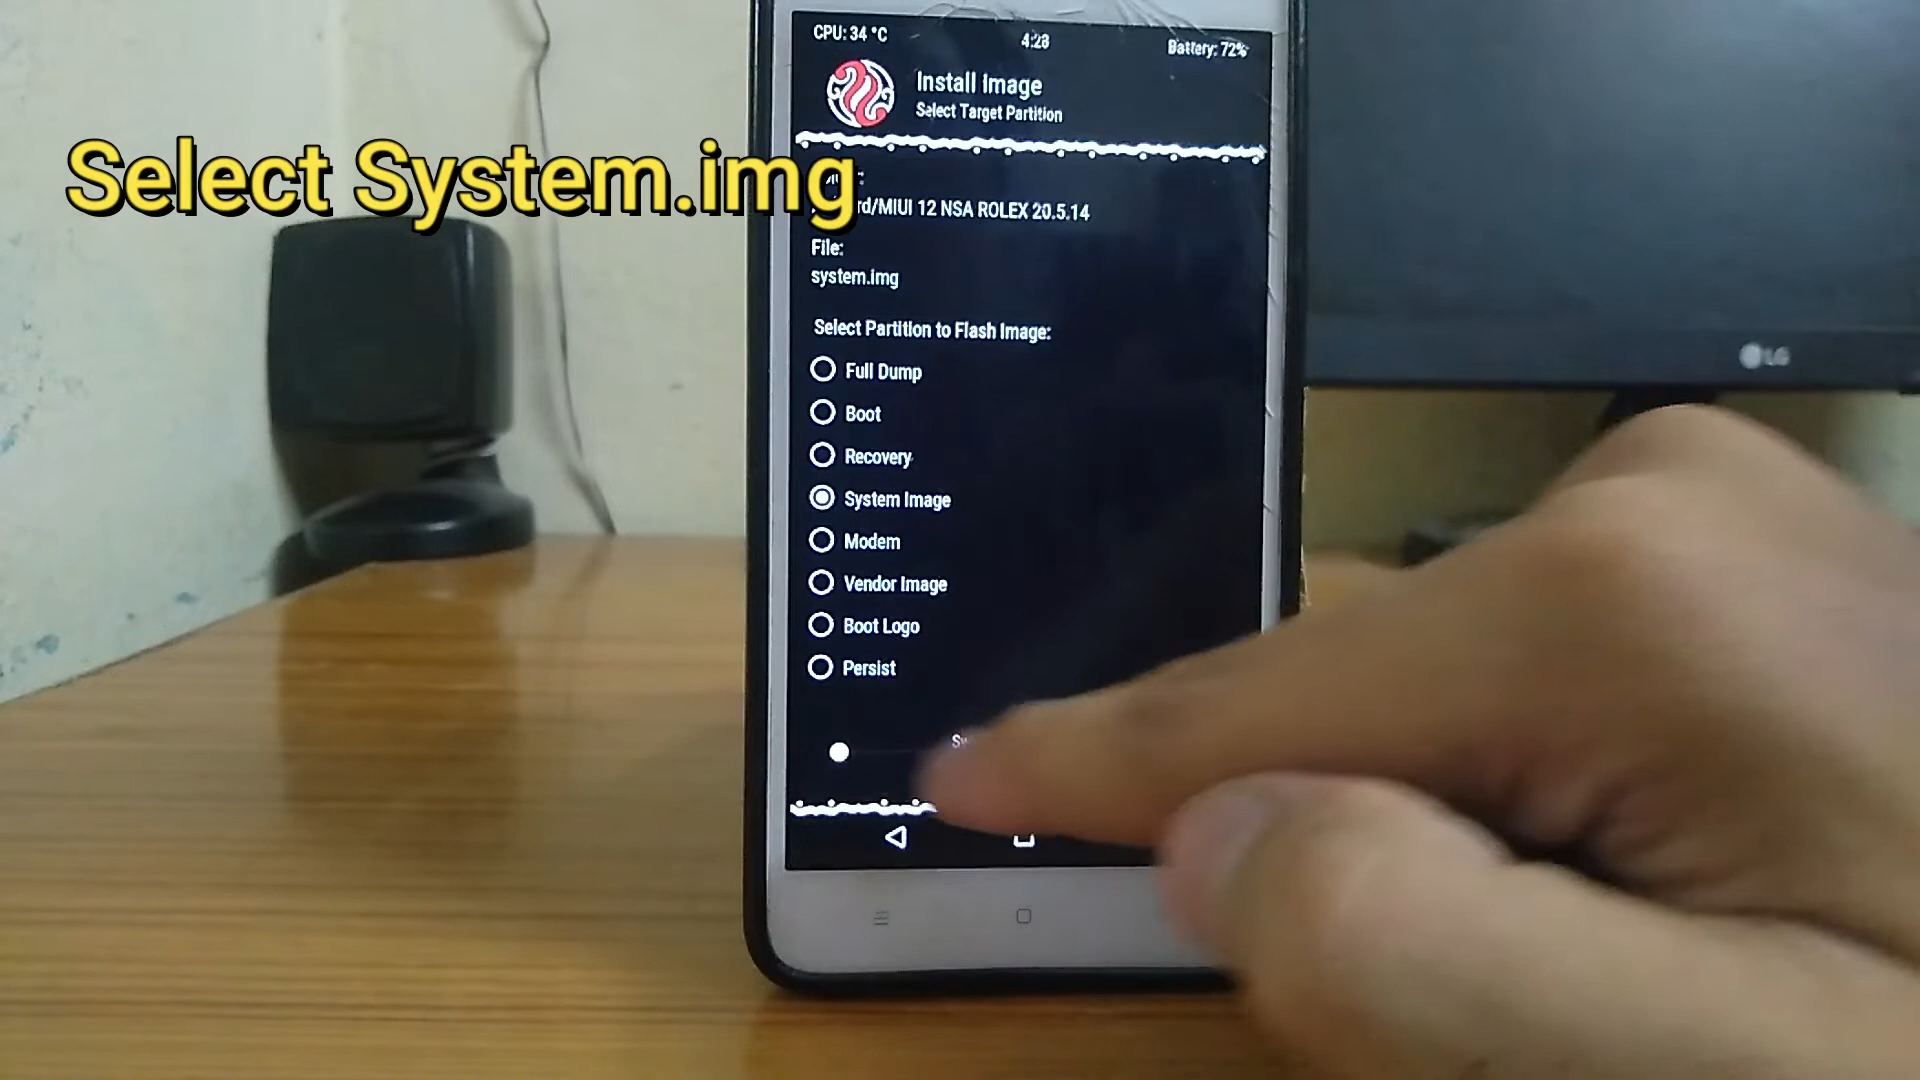 CPU: 34 °C
4:28
Battery: 72%
Install Image
Select Target Partition
Select System.img
rd/MIUI 12 NSA ROLEX 20.5.14
File:
system.img
Select Partition to Flash Image:
Full Dump
Boot
Recovery
System Image
Modem
Vendor Image
Boot Logo
Persist
LG